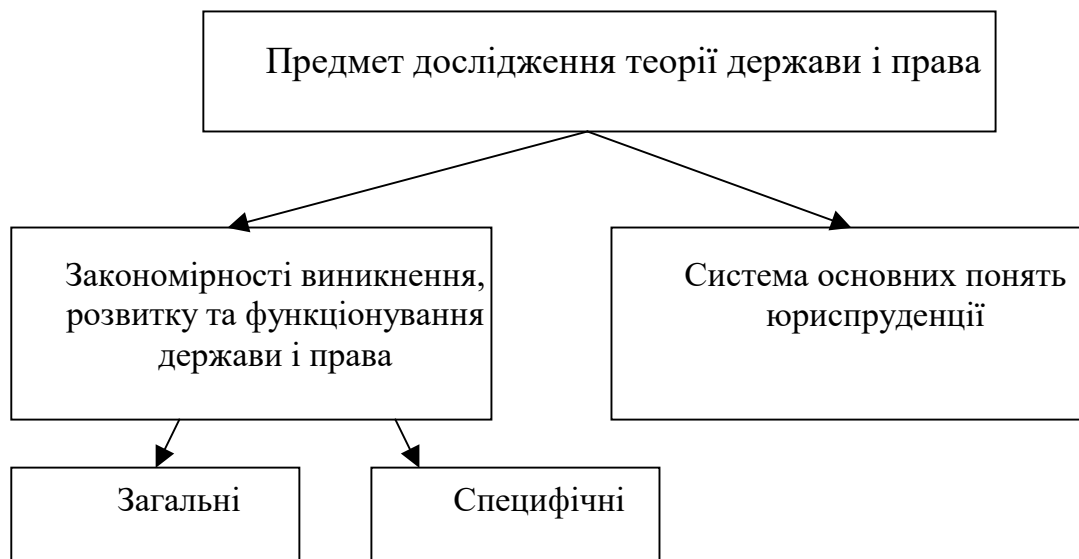 Предмет дослідження теорії держави і права
Закономірності виникнення,
розвитку та функціонування
держави і права
Система основних понять
юриспруденції
Загальні
Специфічні